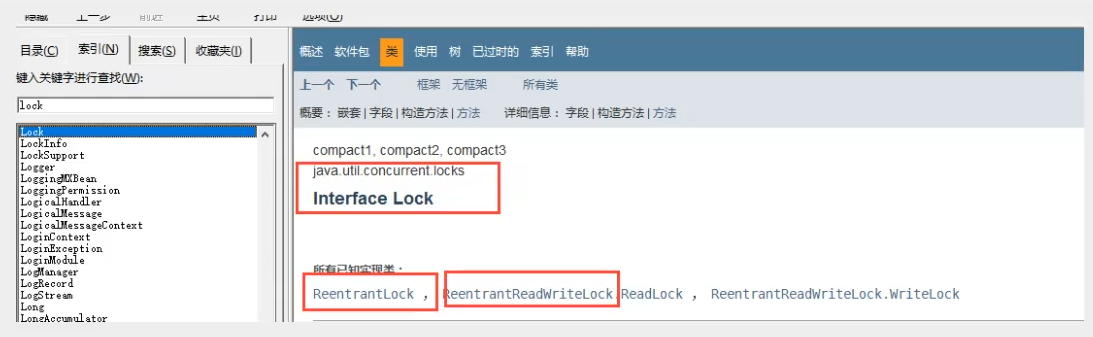 隐藏 上一步 前进 主页 打印 选项(O)
目录(C) 索引(N) 搜索(S) 收藏夹(I)
键入关键字进行查找(W):
lock
Lock
LockInfo
LockSupport
Logger
LoggingMXBean
LoggingPermission
LogicalHandler
LogicalMessage
LogicalMessageContext
LoginContext
LoginException
LoginModule
LogManager
LogRecord
LogStream
Long
LongAccumulator
概述 软件包 类 使用 树 已过时的 索引 帮助
上一个 下一个 框架 无框架 所有类
概要： 嵌套 | 字段 | 构造方法 | 方法 详细信息： 字段 | 构造方法 | 方法
compact1, compact2, compact3
java.util.concurrent.locks
Interface Lock
所有已知实现类：
ReentrantLock ， ReentrantReadWriteLock.ReadLock ， ReentrantReadWriteLock.WriteLock